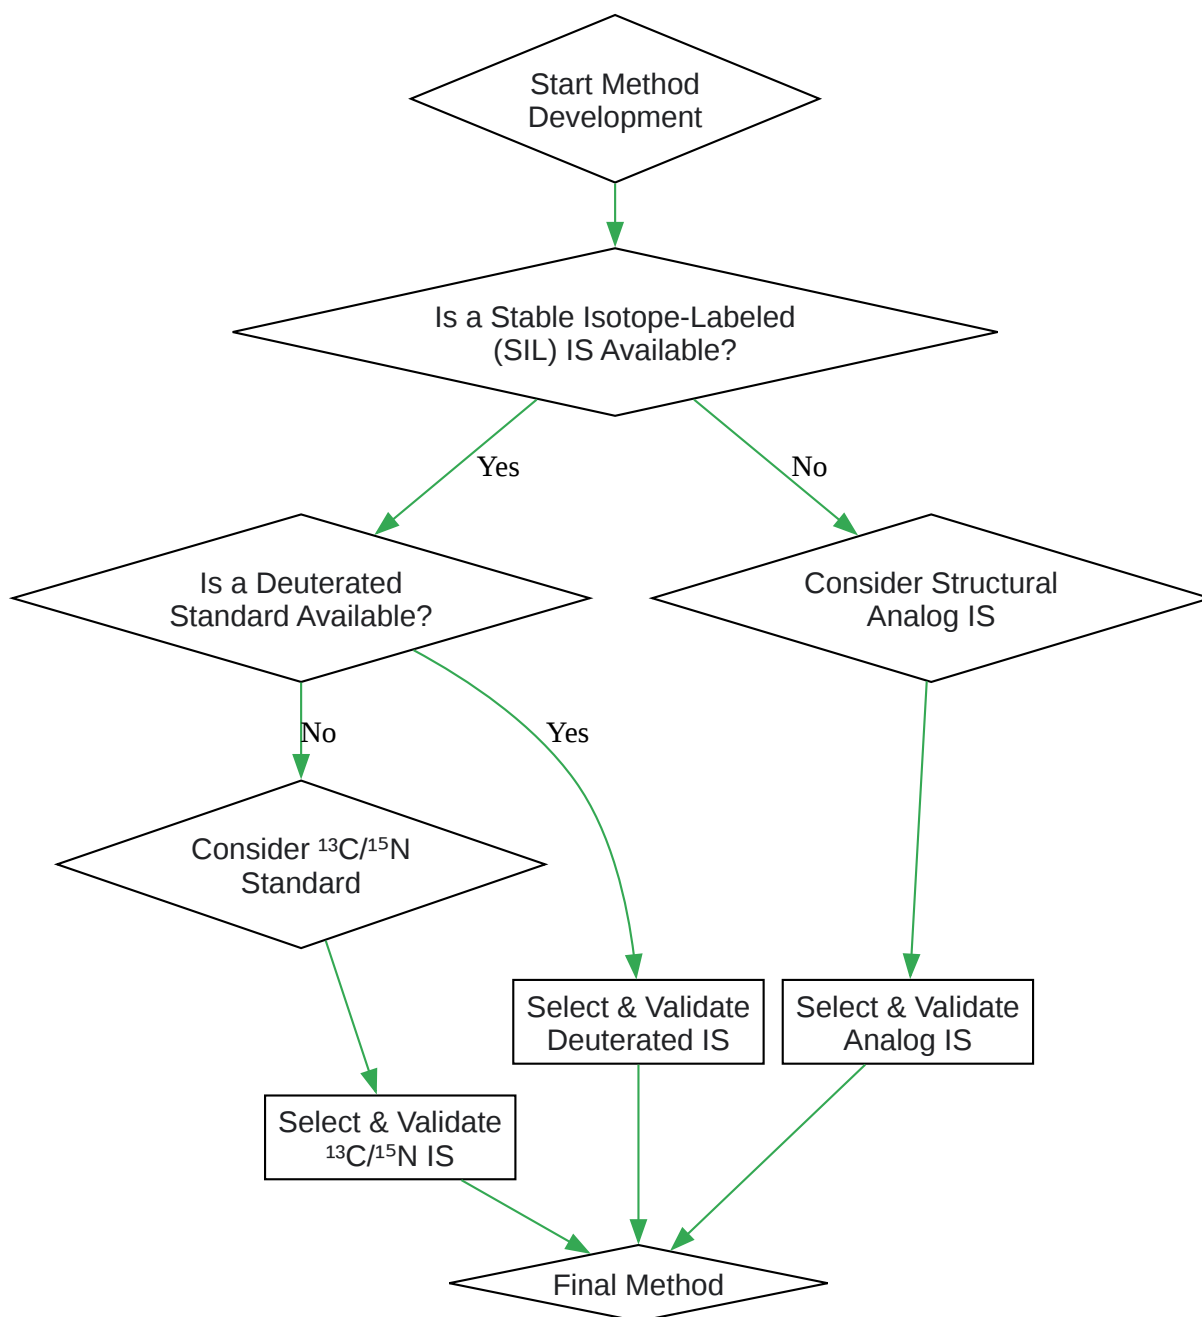 Start Method
Development
Is a Stable Isotope-Labeled
(SIL) IS Available?
Yes
No
Is a Deuterated
Standard Available?
Consider Structural
Analog IS
No
Yes
Consider ¹³C/¹⁵N
Standard
Select & Validate
Deuterated IS
Select & Validate
Analog IS
Select & Validate
¹³C/¹⁵N IS
Final Method